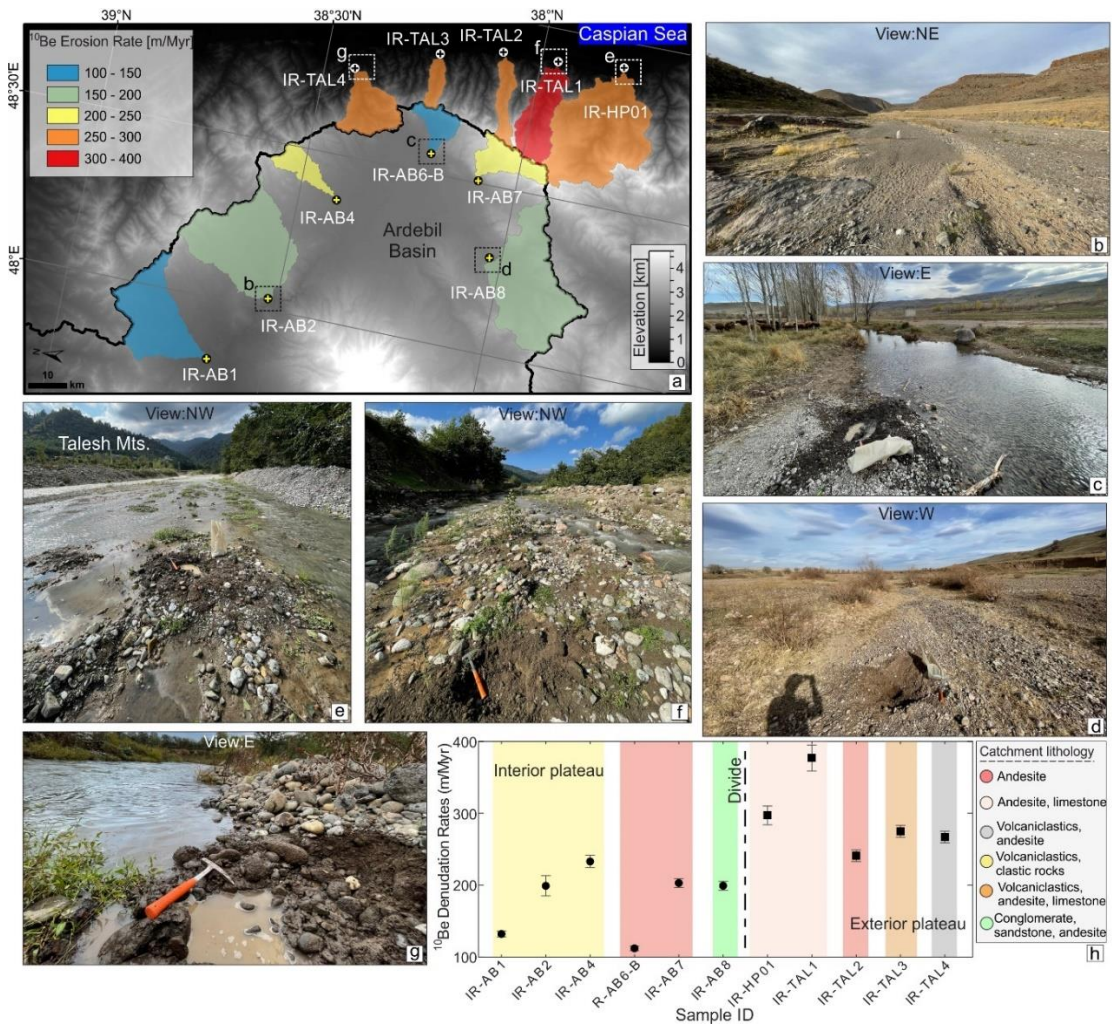 39°N
38°30'N
38°N
48°30'E
48°E
¹⁰Be Erosion Rate [m/Myr]
100 - 150
150 - 200
200 - 250
250 - 300
300 - 400
Caspian Sea
g
IR-TAL4
IR-TAL3
IR-TAL2
f
IR-TAL1
e
IR-HP01
c
IR-AB6-B
IR-AB7
IR-AB4
Ardebil
Basin
b
IR-AB2
d
IR-AB8
IR-AB1
N
10
km
Elevation [km]
4
3
2
1
0
a
View:NE
b
View:E
c
View:W
d
View:NW
Talesh Mts.
e
View:NW
f
View:E
g
¹⁰Be Denudation Rates (m/Myr)
400
300
200
100
Interior plateau
Divide
Exterior plateau
IR-AB1
IR-AB2
IR-AB4
R-AB6-B
IR-AB7
IR-AB8
IR-HP01
IR-TAL1
IR-TAL2
IR-TAL3
IR-TAL4
Sample ID
Catchment lithology
Andesite
Andesite, limestone
Volcaniclastics,
andesite
Volcaniclastics,
clastic rocks
Volcaniclastics,
andesite, limestone
Conglomerate,
sandstone, andesite
h